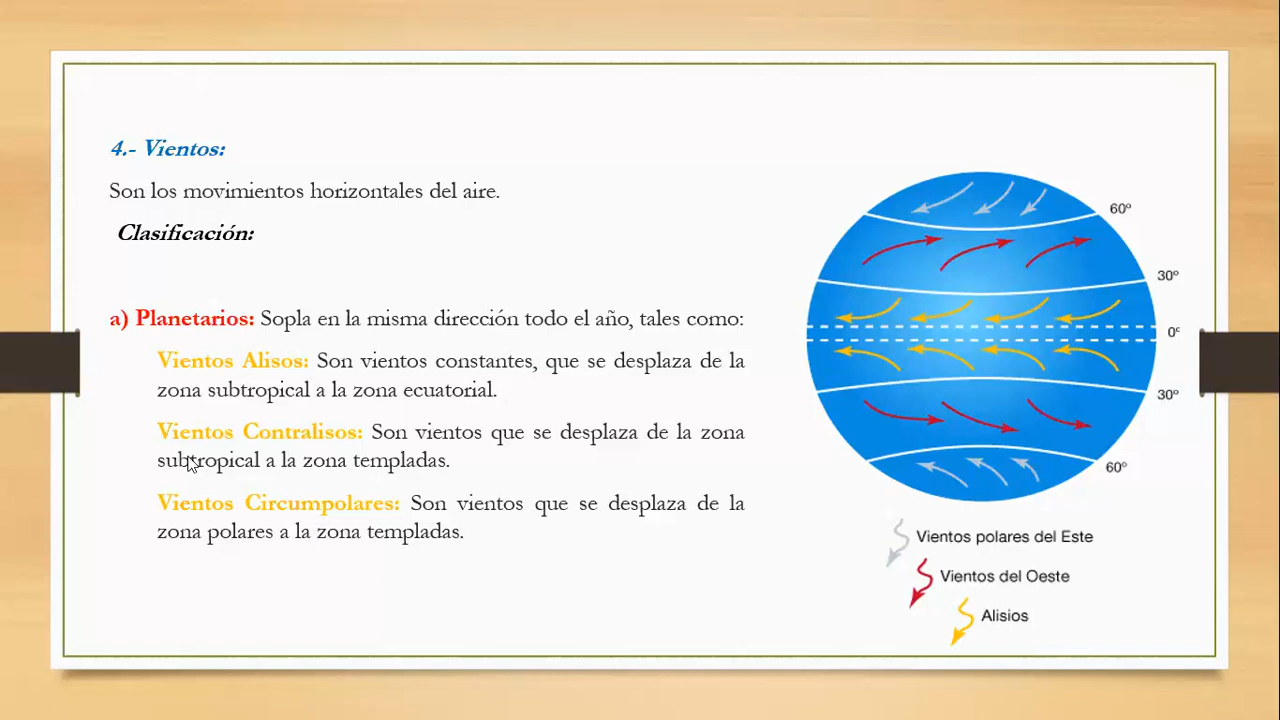 4.- Vientos:
Son los movimientos horizontales del aire.
Clasificación:
a) Planetarios: Sopla en la misma dirección todo el año, tales como:
Vientos Alisos: Son vientos constantes, que se desplaza de la
zona subtropical a la zona ecuatorial.
Vientos Contralisos: Son vientos que se desplaza de la zona
subtropical a la zona templadas.
Vientos Circumpolares: Son vientos que se desplaza de la
zona polares a la zona templadas.
60º
30º
0º
30º
60º
Vientos polares del Este
Vientos del Oeste
Alisios